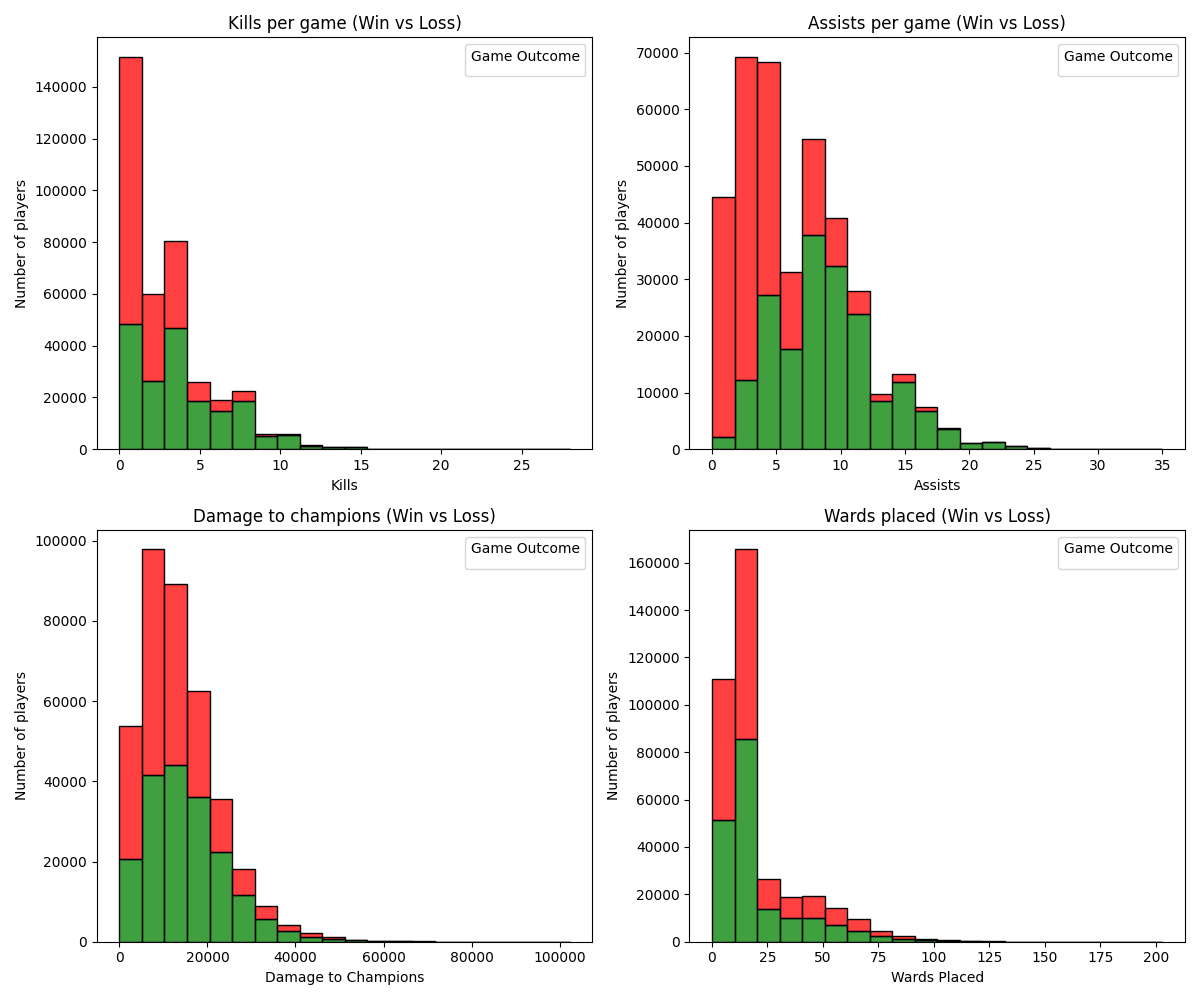 Kills per game (Win vs Loss)
Game Outcome
Number of players
140000
120000
100000
80000
60000
40000
20000
0
0 5 10 15 20 25
Kills
Assists per game (Win vs Loss)
Game Outcome
Number of players
70000
60000
50000
40000
30000
20000
10000
0
0 5 10 15 20 25 30 35
Assists
Damage to champions (Win vs Loss)
Game Outcome
Number of players
100000
80000
60000
40000
20000
0
0 20000 40000 60000 80000 100000
Damage to Champions
Wards placed (Win vs Loss)
Game Outcome
Number of players
160000
140000
120000
100000
80000
60000
40000
20000
0
0 25 50 75 100 125 150 175 200
Wards Placed